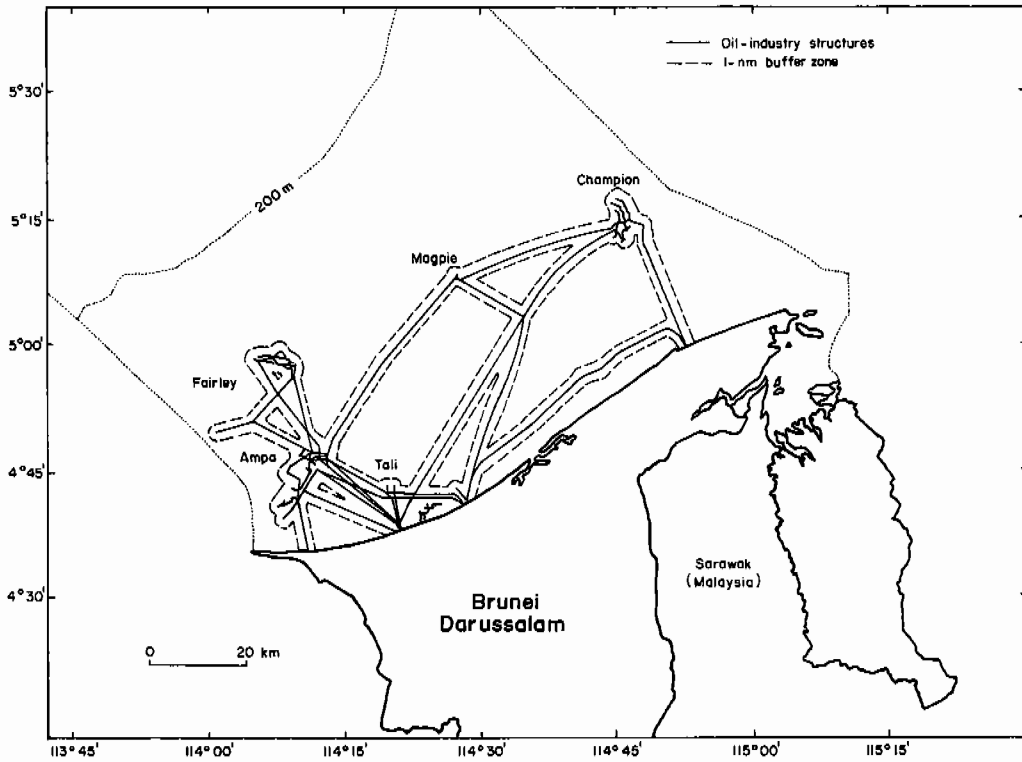 Oil-industry structures
1-nm buffer zone
5°30'
Champion
200 m
5°15'
Magpie
5°00'
Fairley
Ampa
Tali
4°45'
Sarawak
(Malaysia)
4°30'
Brunei
Darussalam
0 20 km
113°45' 114°00' 114°15' 114°30' 114°45' 115°00' 115°15'